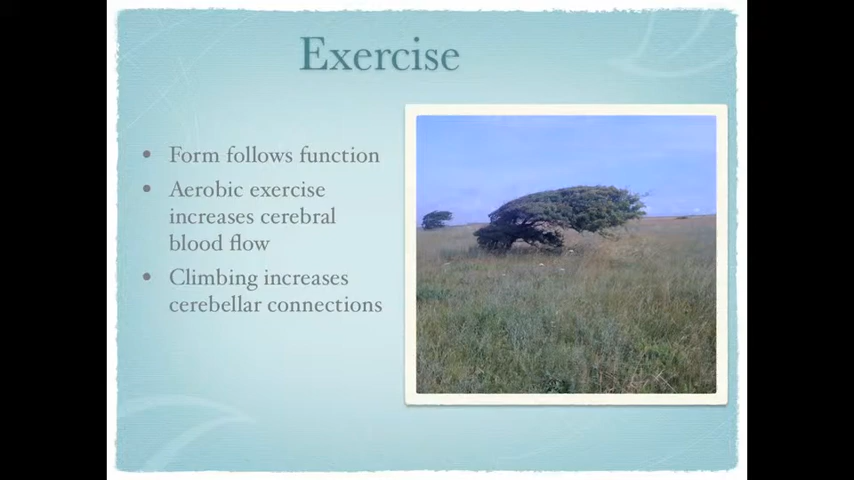 Exercise
• Form follows function
• Aerobic exercise
increases cerebral
blood flow
• Climbing increases
cerebellar connections